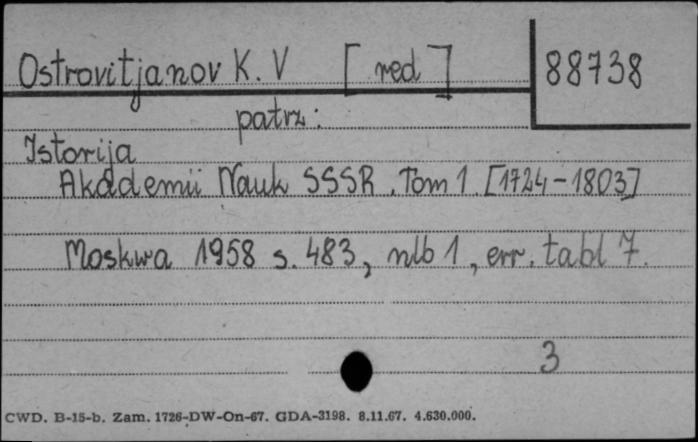 Ostrovitjanov K. V [red] 88738
patrz:
Istorija
Akademii Nauk SSSR. Tom 1 [1724-1803]
Moskwa 1958 s. 483, nlb 1, err. tabl 7.
3
CWD. B-15-b. Zam. 1726-DW-On-67. GDA-3198. 8.11.67. 4.630.000.